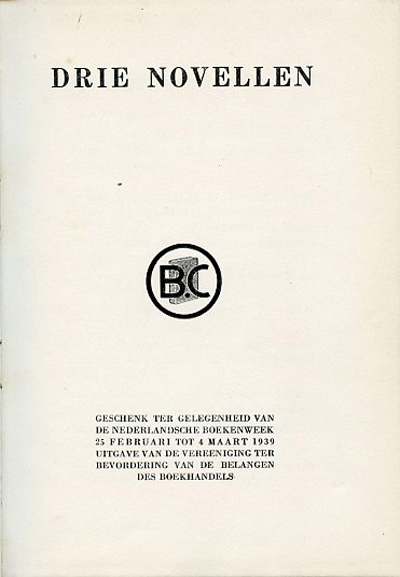 DRIE NOVELLEN
B.C
GESCHENK TER GELEGENHEID VAN
DE NEDERLANDSCHE BOEKENWEEK
25 FEBRUARI TOT 4 MAART 1939
UITGAVE VAN DE VEREENIGING TER
BEVORDERING VAN DE BELANGEN
DES BOEKHANDELS